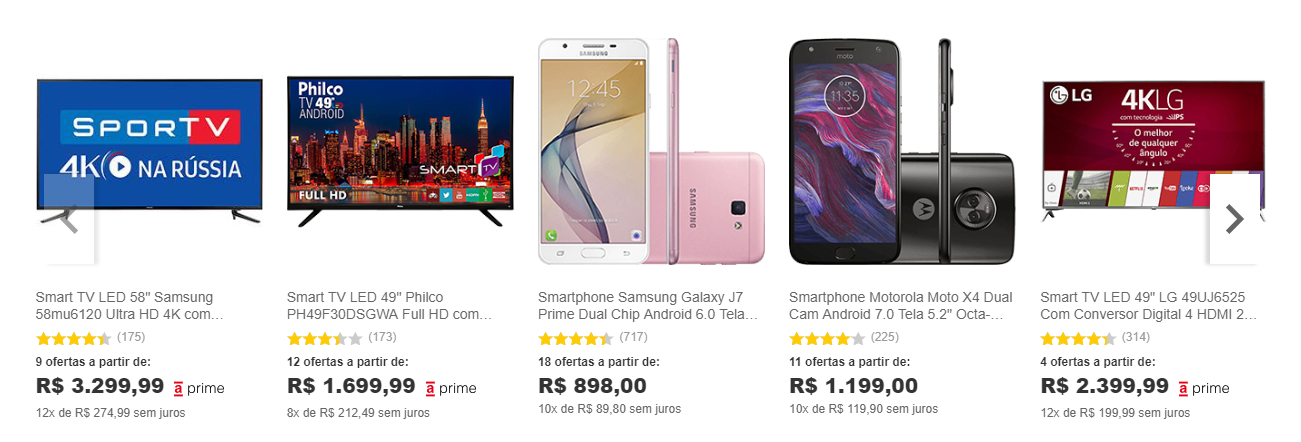 SPORTV
4K NA RÚSSIA
Smart TV LED 58" Samsung
58mu6120 Ultra HD 4K com…
(175)
9 ofertas a partir de:
R$ 3.299,99 a prime
12x de R$ 274,99 sem juros
Philco
TV 49"
ANDROID
SMART TV
FULL HD
Smart TV LED 49" Philco
PH49F30DSGWA Full HD com…
(173)
12 ofertas a partir de:
R$ 1.699,99 a prime
8x de R$ 212,49 sem juros
SAMSUNG
12:45
SAMSUNG
Smartphone Samsung Galaxy J7
Prime Dual Chip Android 6.0 Tela…
(717)
18 ofertas a partir de:
R$ 898,00
10x de R$ 89,80 sem juros
moto
11:35
Smartphone Motorola Moto X4 Dual
Cam Android 7.0 Tela 5.2" Octa-…
(225)
11 ofertas a partir de:
R$ 1.199,00
10x de R$ 119,90 sem juros
LG
4KLG
com tecnologia IPS
O melhor
de qualquer
ângulo
NETFLIX
YouTube
Smart TV LED 49" LG 49UJ6525
Com Conversor Digital 4 HDMI 2…
(314)
4 ofertas a partir de:
R$ 2.399,99 a prime
12x de R$ 199,99 sem juros